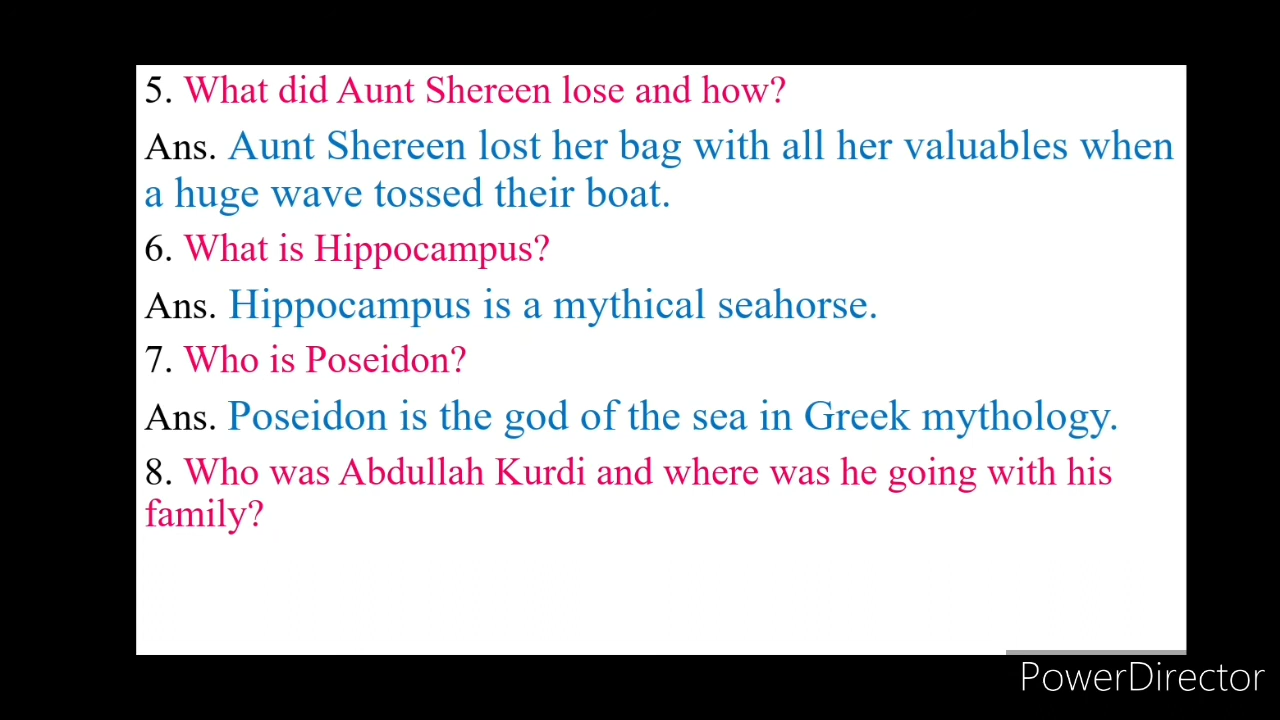 5. What did Aunt Shereen lose and how?
Ans. Aunt Shereen lost her bag with all her valuables when
a huge wave tossed their boat.
6. What is Hippocampus?
Ans. Hippocampus is a mythical seahorse.
7. Who is Poseidon?
Ans. Poseidon is the god of the sea in Greek mythology.
8. Who was Abdullah Kurdi and where was he going with his
family?
PowerDirector